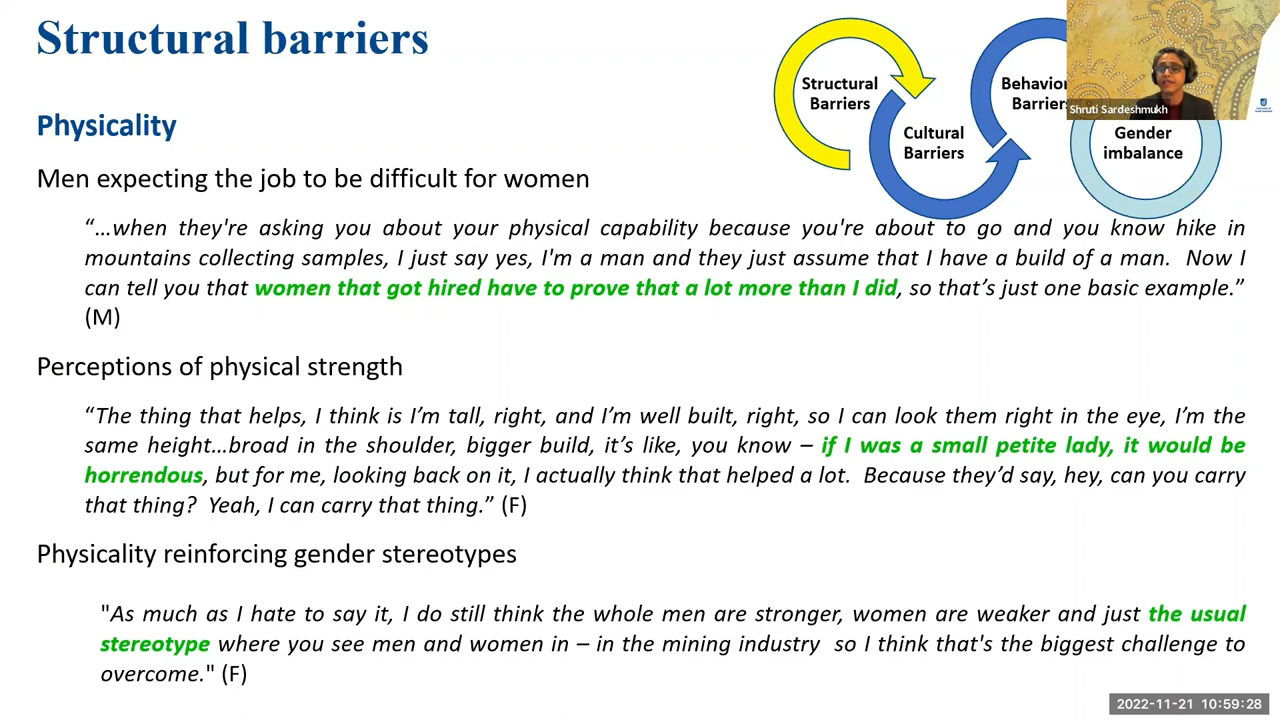 Structural barriers
Structural
Barriers
Cultural
Barriers
Behavior
Barriers
Gender
imbalance
Shruti Sardeshmukh
Physicality
Men expecting the job to be difficult for women
“…when they're asking you about your physical capability because you're about to go and you know hike in
mountains collecting samples, I just say yes, I'm a man and they just assume that I have a build of a man. Now I
can tell you that women that got hired have to prove that a lot more than I did, so that’s just one basic example.”
(M)
Perceptions of physical strength
“The thing that helps, I think is I’m tall, right, and I’m well built, right, so I can look them right in the eye, I’m the
same height…broad in the shoulder, bigger build, it’s like, you know – if I was a small petite lady, it would be
horrendous, but for me, looking back on it, I actually think that helped a lot. Because they’d say, hey, can you carry
that thing? Yeah, I can carry that thing.” (F)
Physicality reinforcing gender stereotypes
"As much as I hate to say it, I do still think the whole men are stronger, women are weaker and just the usual
stereotype where you see men and women in – in the mining industry so I think that's the biggest challenge to
overcome." (F)
2022-11-21 10:59:28